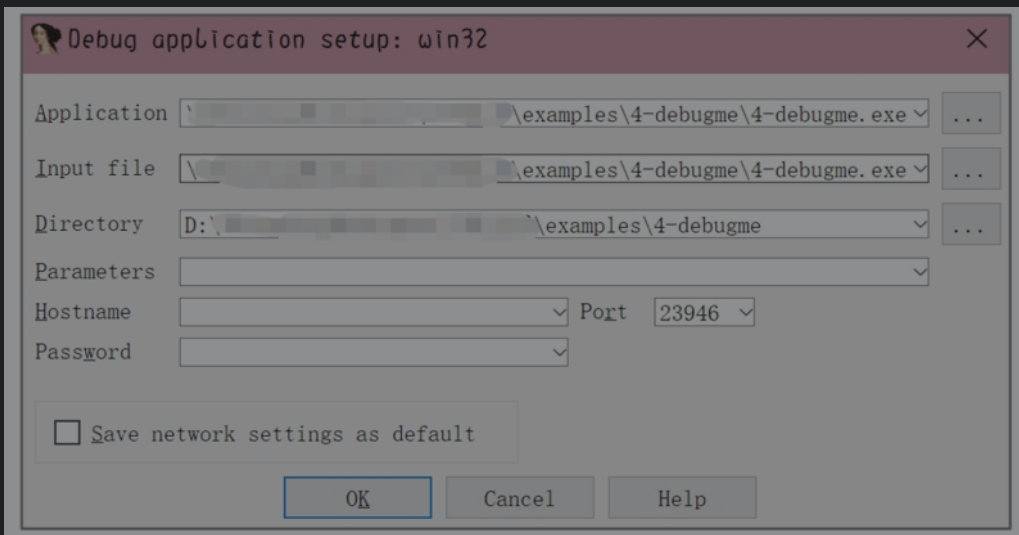 Debug application setup: win32
Application \examples\4-debugme\4-debugme.exe ...
Input file \ \examples\4-debugme\4-debugme.exe ...
Directory D:\ \examples\4-debugme ...
Parameters
Hostname Port 23946
Password
Save network settings as default
OK Cancel Help